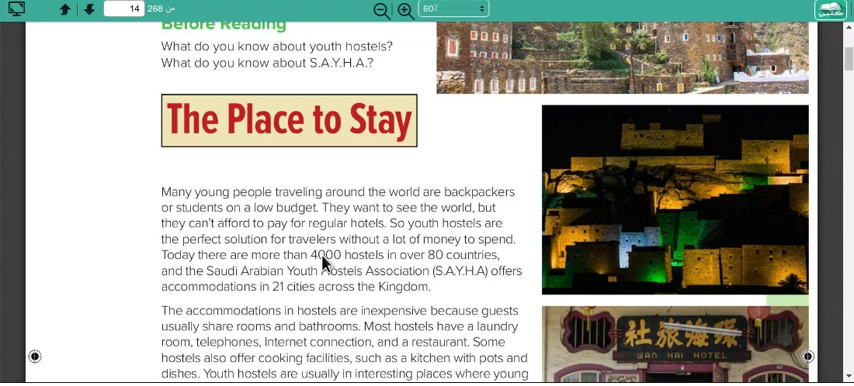 14
من 268
60٪
Before Reading
What do you know about youth hostels?
What do you know about S.A.Y.H.A.?
The Place to Stay
Many young people traveling around the world are backpackers
or students on a low budget. They want to see the world, but
they can't afford to pay for regular hotels. So youth hostels are
the perfect solution for travelers without a lot of money to spend.
Today there are more than 4000 hostels in over 80 countries,
and the Saudi Arabian Youth Hostels Association (S.A.Y.H.A) offers
accommodations in 21 cities across the Kingdom.
The accommodations in hostels are inexpensive because guests
usually share rooms and bathrooms. Most hostels have a laundry
room, telephones, Internet connection, and a restaurant. Some
hostels also offer cooking facilities, such as a kitchen with pots and
dishes. Youth hostels are usually in interesting places where young
社旅海環
WAN HAI HOTEL